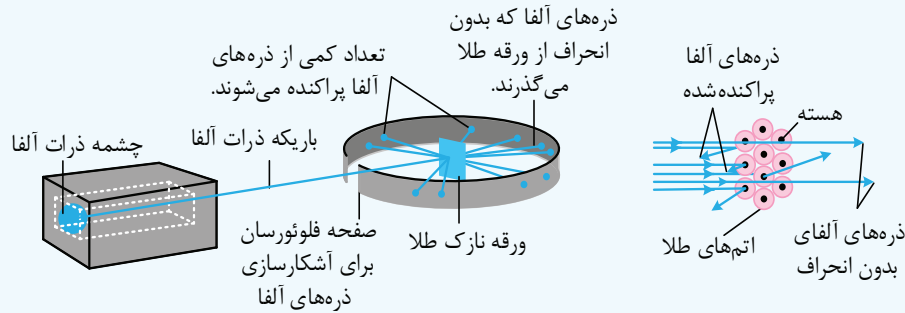 ذره‌های آلفا که بدون
انحراف از ورقه طلا
می‌گذرند.
تعداد کمی از ذره‌های
آلفا پراکنده می‌شوند.
باریکه ذرات آلفا
چشمه ذرات آلفا
صفحه فلوئورسان
برای آشکارسازی
ذره‌های آلفا
ورقه نازک طلا
ذره‌های آلفا
پراکنده‌شده
هسته
اتم‌های طلا
ذره‌های آلفای
بدون انحراف